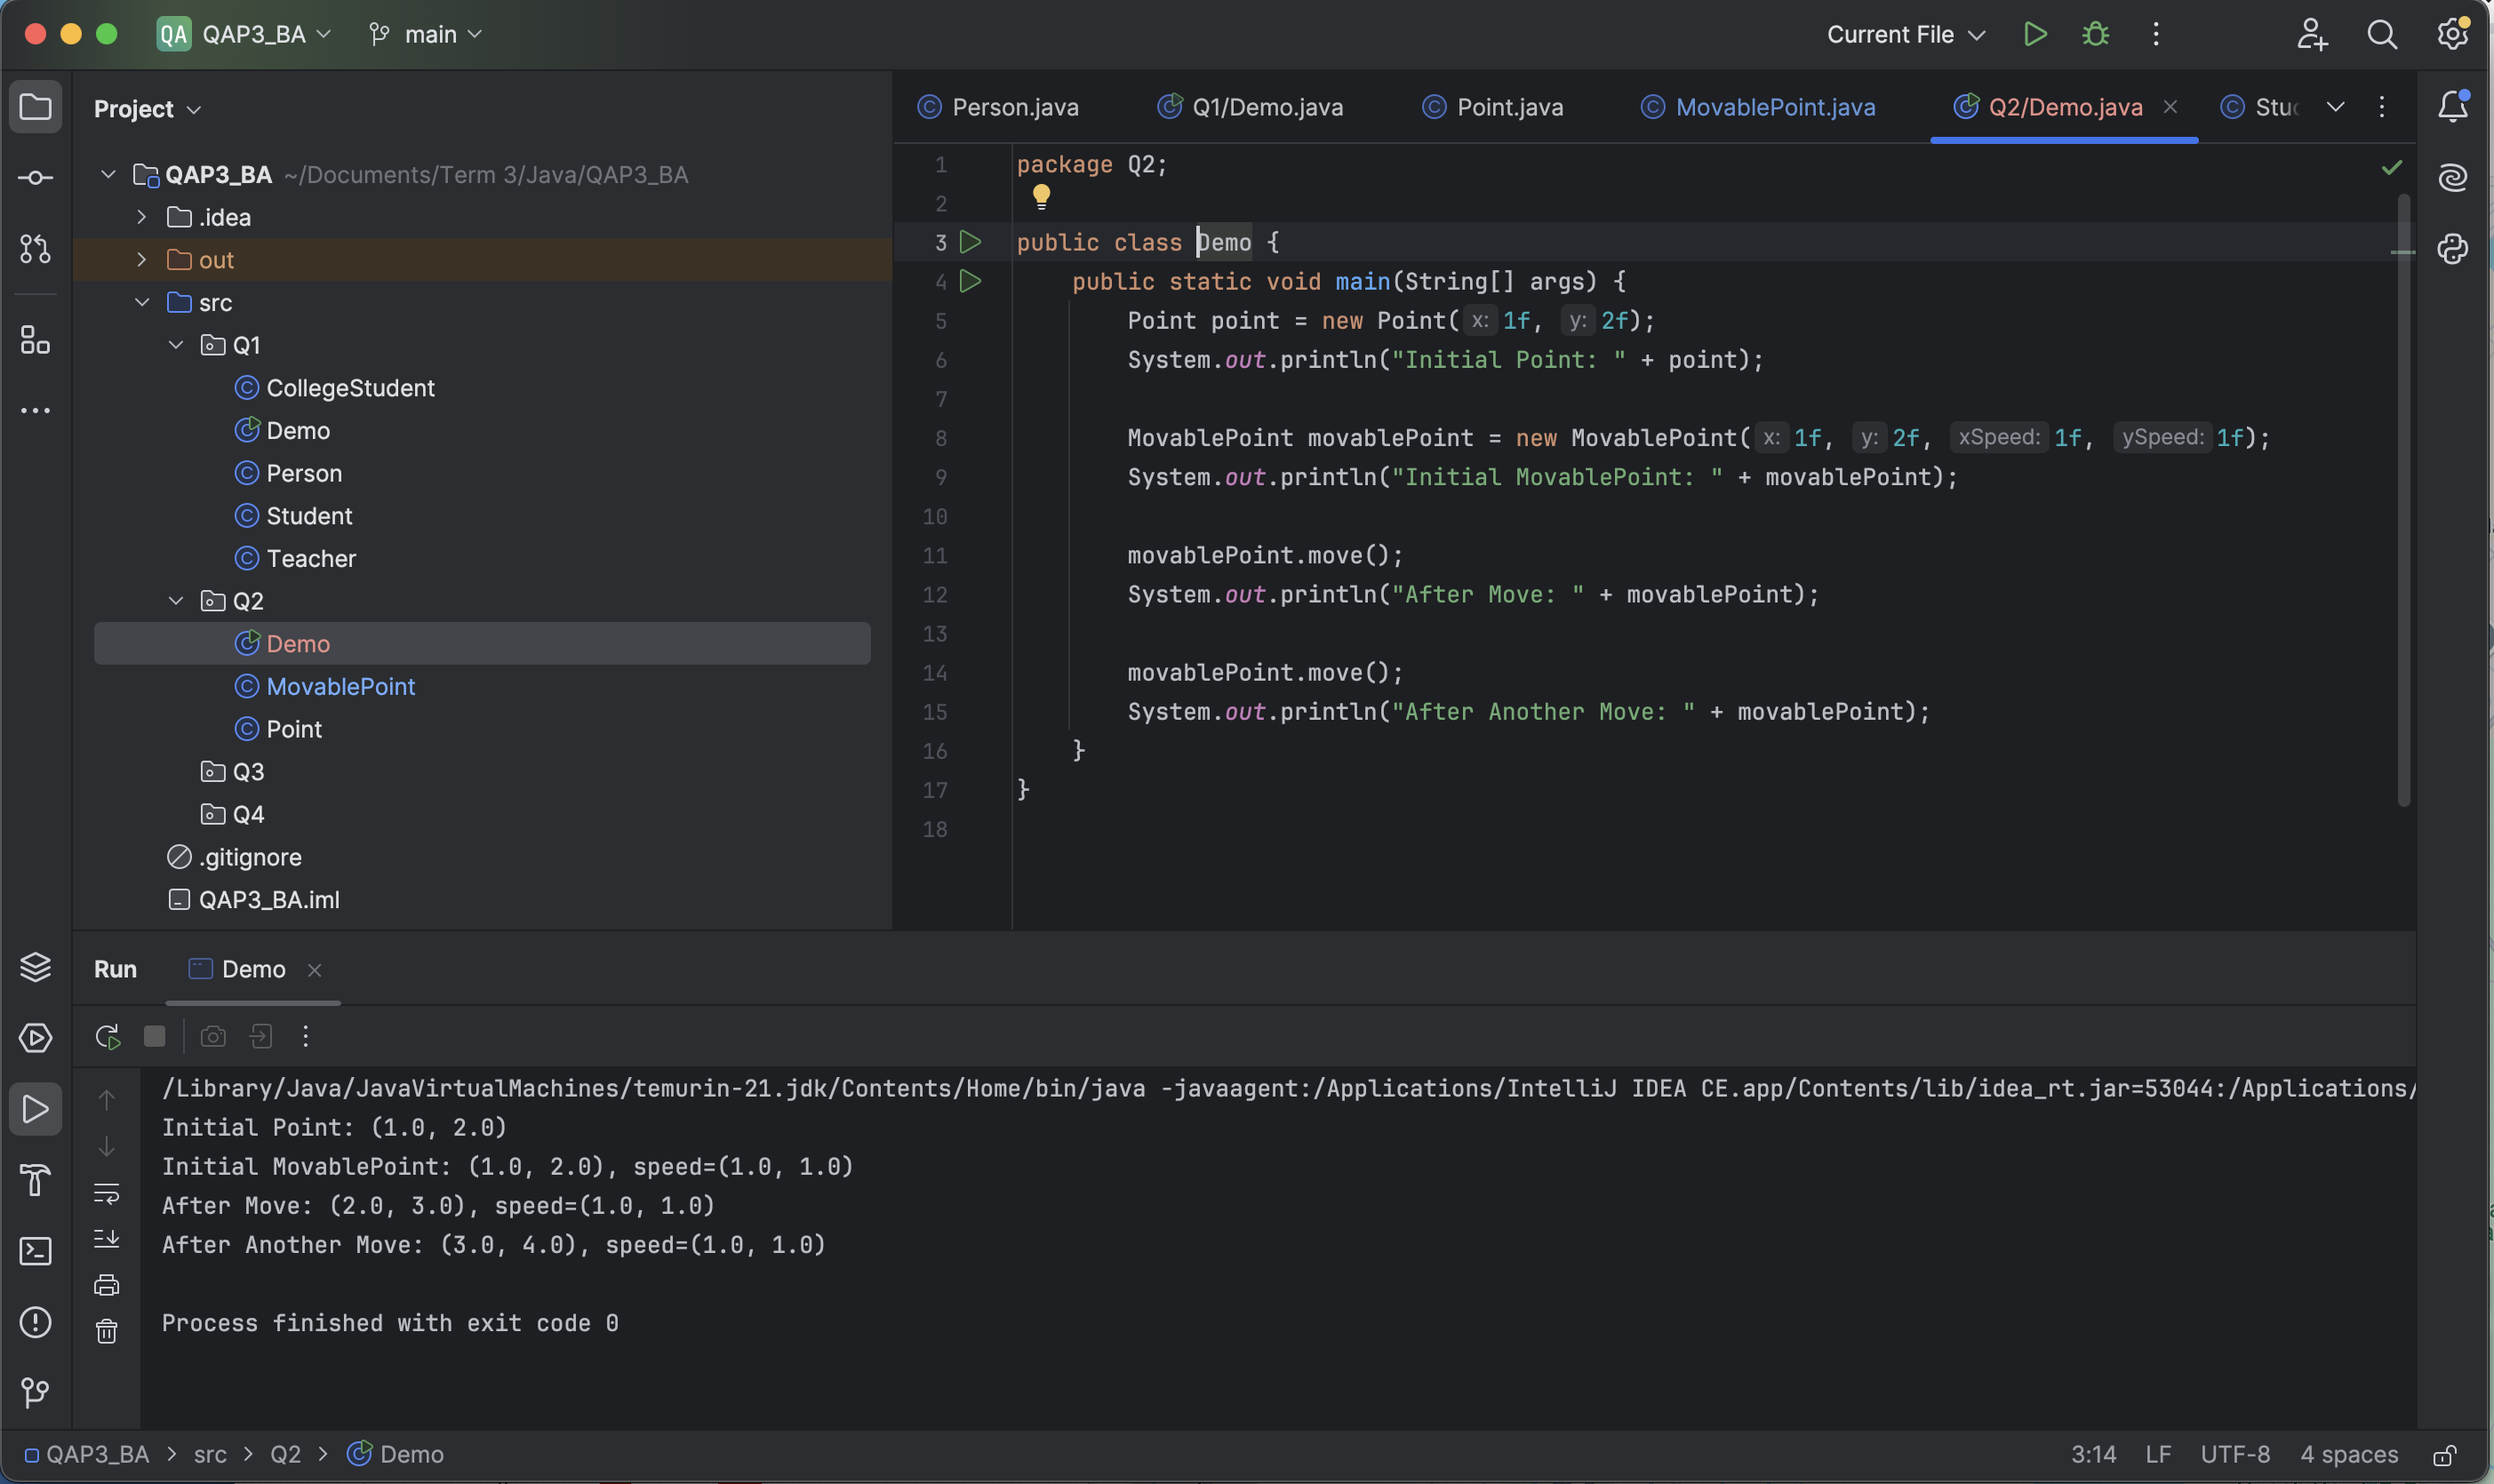 QA QAP3_BA main Current File
Project
QAP3_BA ~/Documents/Term 3/Java/QAP3_BA
.idea
out
src
Q1
CollegeStudent
Demo
Person
Student
Teacher
Q2
Demo
MovablePoint
Point
Q3
Q4
.gitignore
QAP3_BA.iml
Person.java Q1/Demo.java Point.java MovablePoint.java Q2/Demo.java
1 package Q2;
2
3 public class Demo {
4 public static void main(String[] args) {
5 Point point = new Point( x: 1f, y: 2f);
6 System.out.println("Initial Point: " + point);
7
8 MovablePoint movablePoint = new MovablePoint( x: 1f, y: 2f, xSpeed: 1f, ySpeed: 1f);
9 System.out.println("Initial MovablePoint: " + movablePoint);
10
11 movablePoint.move();
12 System.out.println("After Move: " + movablePoint);
13
14 movablePoint.move();
15 System.out.println("After Another Move: " + movablePoint);
16 }
17 }
18
Run Demo
/Library/Java/JavaVirtualMachines/temurin-21.jdk/Contents/Home/bin/java -javaagent:/Applications/IntelliJ IDEA CE.app/Contents/lib/idea_rt.jar=53044:/Applications/
Initial Point: (1.0, 2.0)
Initial MovablePoint: (1.0, 2.0), speed=(1.0, 1.0)
After Move: (2.0, 3.0), speed=(1.0, 1.0)
After Another Move: (3.0, 4.0), speed=(1.0, 1.0)
Process finished with exit code 0
QAP3_BA > src > Q2 > Demo 3:14 LF UTF-8 4 spaces